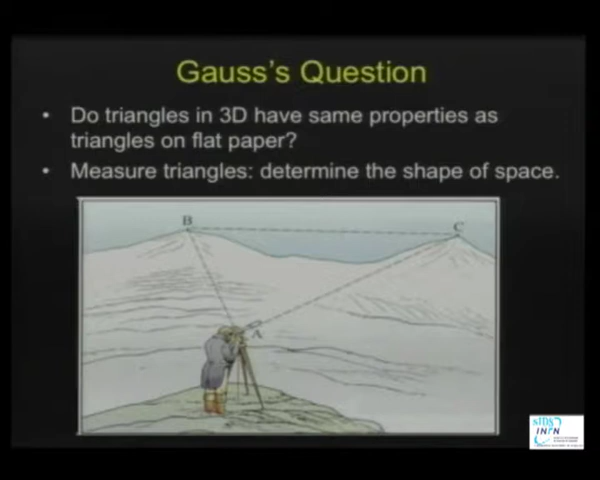 Gauss's Question
• Do triangles in 3D have same properties as
triangles on flat paper?
• Measure triangles: determine the shape of space.
B
C
A
INFN